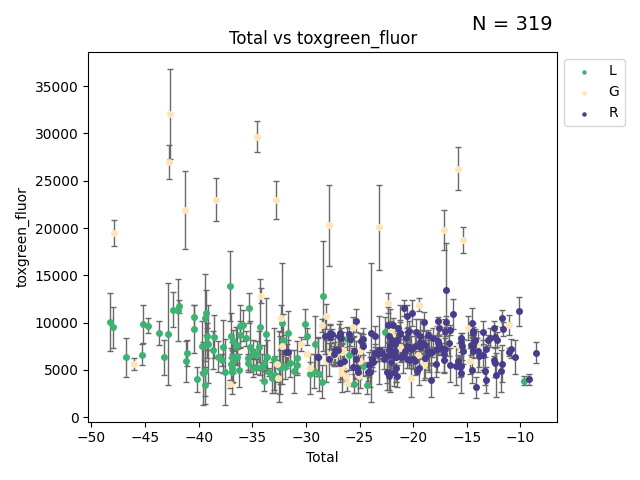 N = 319
Total vs toxgreen_fluor
toxgreen_fluor
35000
30000
25000
20000
15000
10000
5000
0
−50 −45 −40 −35 −30 −25 −20 −15 −10
Total
L
G
R